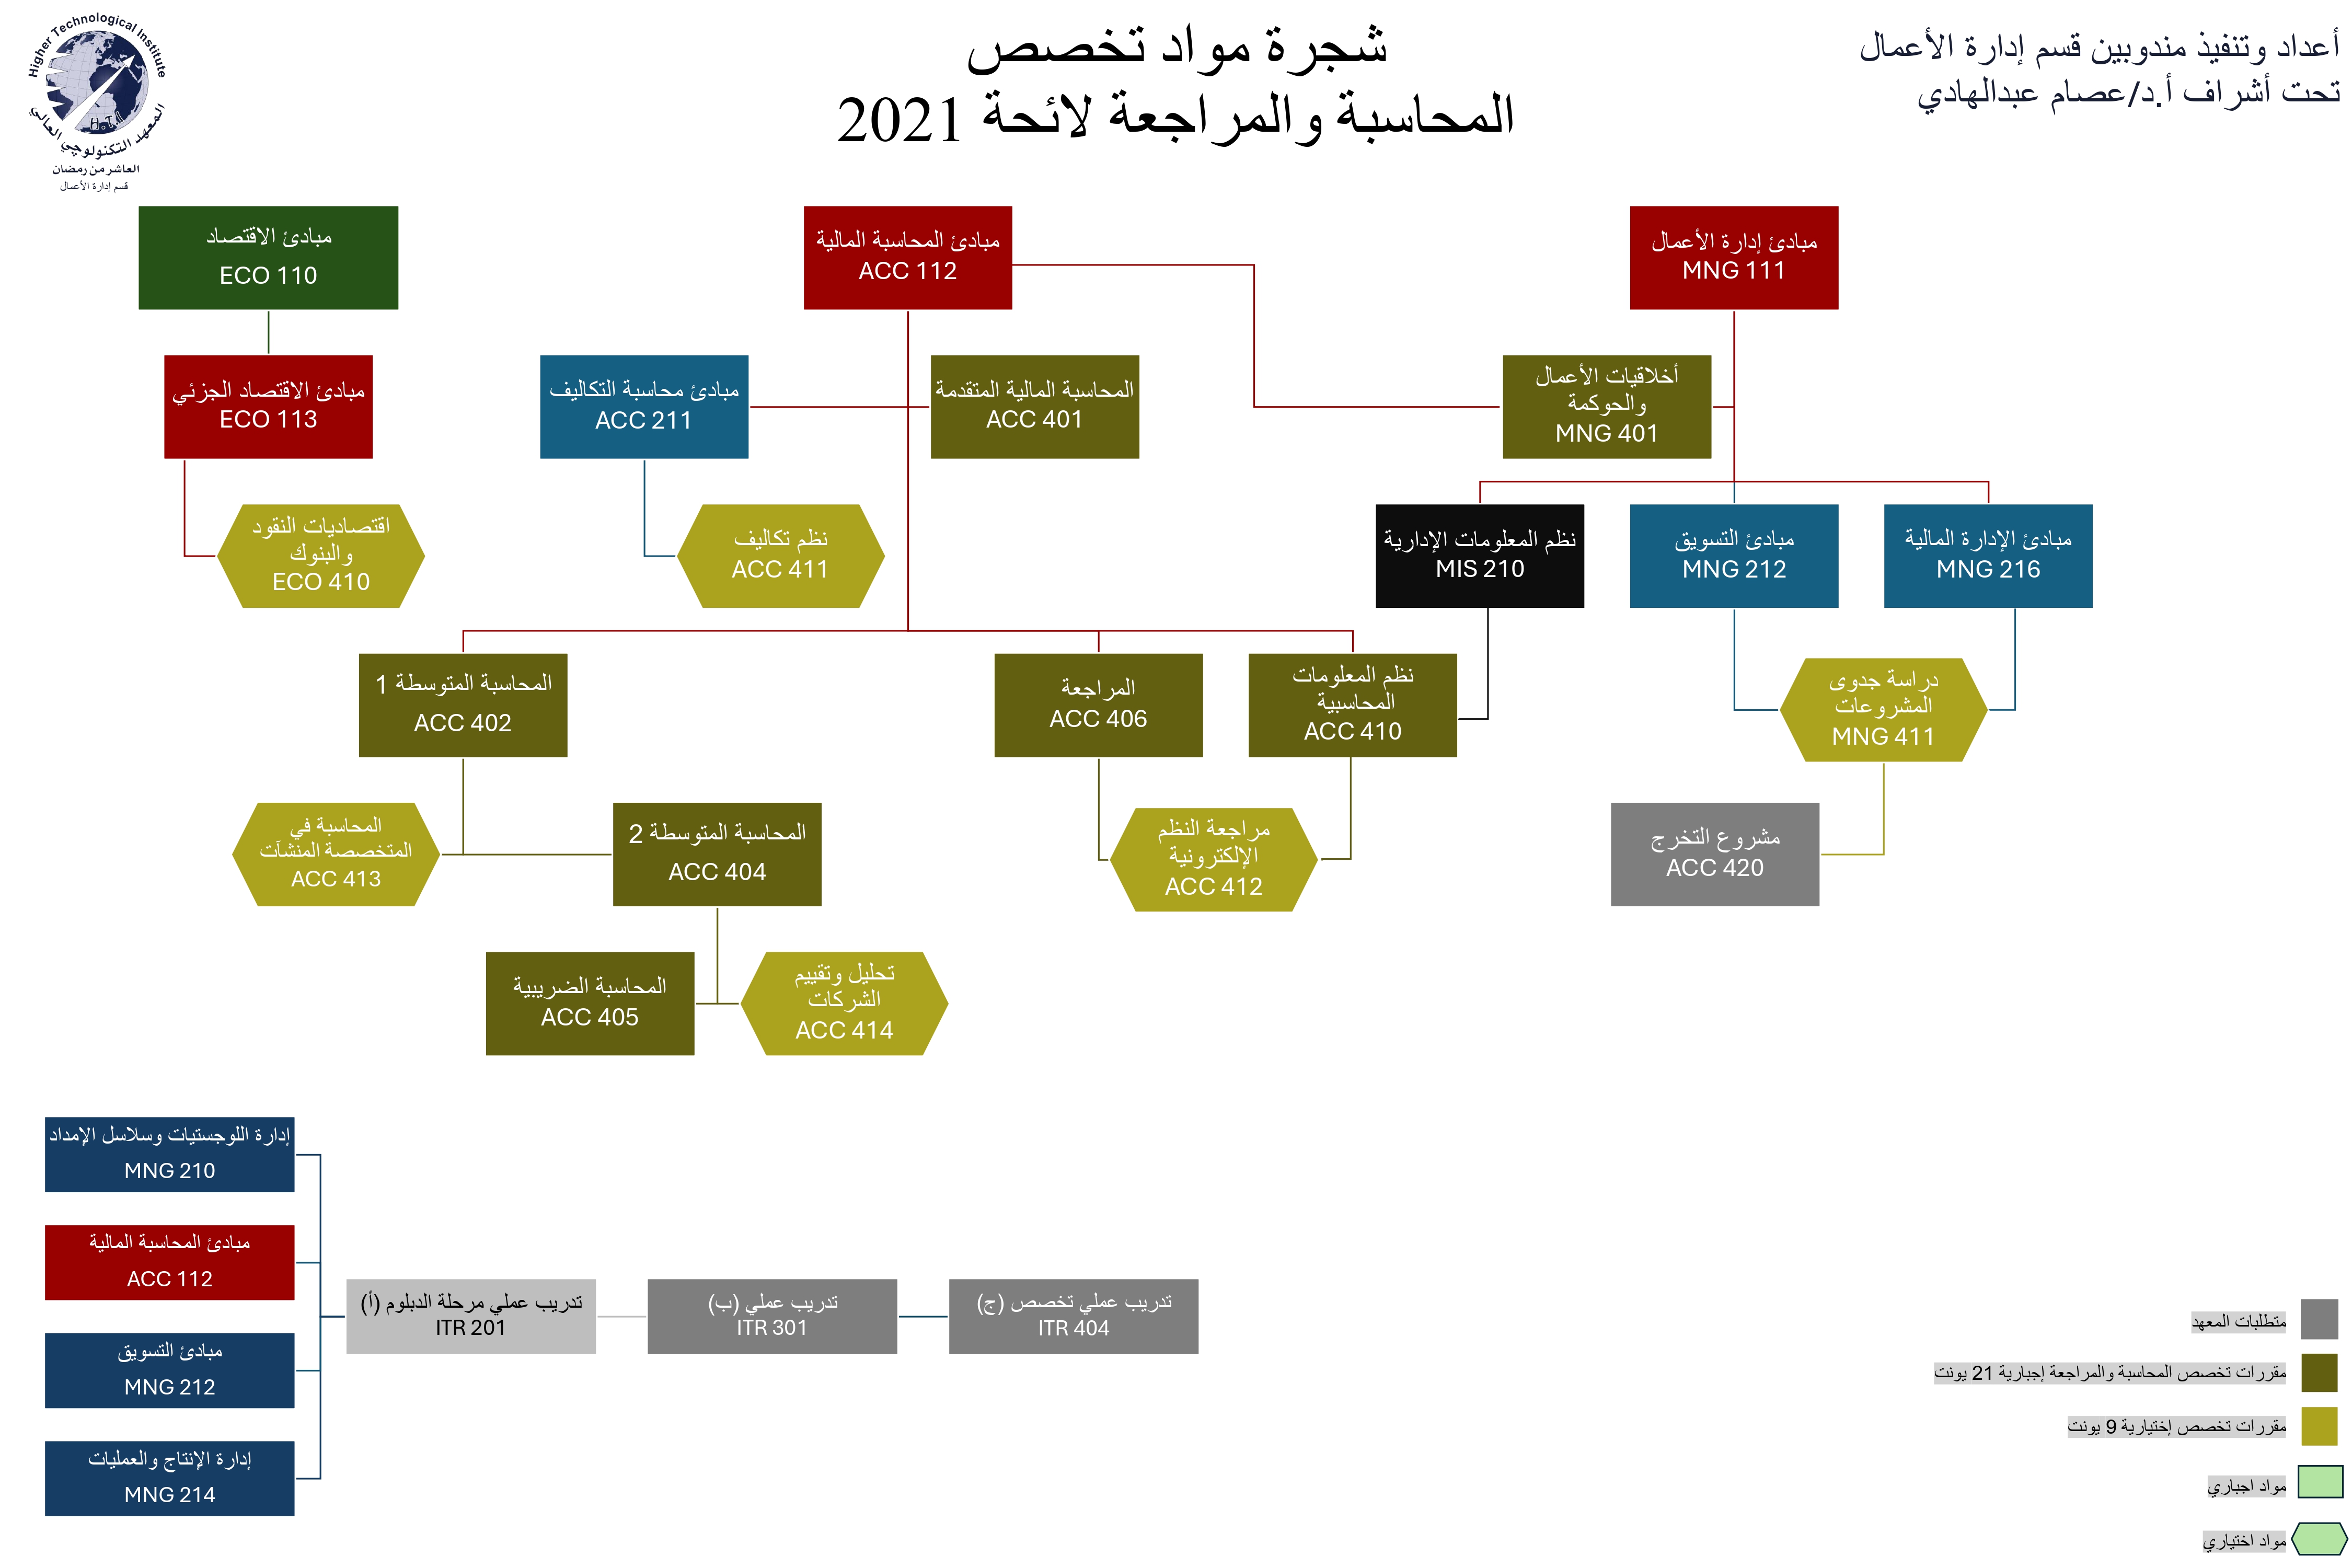 Higher Technological Institute
H.T.I
المعهد التكنولوجي العالي
العاشر من رمضان
قسم إدارة الأعمال
شجرة مواد تخصص
المحاسبة والمراجعة لائحة 2021
أعداد وتنفيذ مندوبين قسم إدارة الأعمال
تحت أشراف أ.د/عصام عبدالهادي
مبادئ الاقتصاد
ECO 110
مبادئ المحاسبة المالية
ACC 112
مبادئ إدارة الأعمال
MNG 111
مبادئ الاقتصاد الجزئي
ECO 113
مبادئ محاسبة التكاليف
ACC 211
المحاسبة المالية المتقدمة
ACC 401
أخلاقيات الأعمال
والحوكمة
MNG 401
اقتصاديات النقود
والبنوك
ECO 410
نظم تكاليف
ACC 411
نظم المعلومات الإدارية
MIS 210
مبادئ التسويق
MNG 212
مبادئ الإدارة المالية
MNG 216
المحاسبة المتوسطة 1
ACC 402
المراجعة
ACC 406
نظم المعلومات
المحاسبية
ACC 410
دراسة جدوى
المشروعات
MNG 411
المحاسبة في
المتخصصة المنشآت
ACC 413
المحاسبة المتوسطة 2
ACC 404
مراجعة النظم
الإلكترونية
ACC 412
مشروع التخرج
ACC 420
المحاسبة الضريبية
ACC 405
تحليل وتقييم
الشركات
ACC 414
إدارة اللوجستيات وسلاسل الإمداد
MNG 210
مبادئ المحاسبة المالية
ACC 112
مبادئ التسويق
MNG 212
إدارة الإنتاج والعمليات
MNG 214
تدريب عملي مرحلة الدبلوم (أ)
ITR 201
تدريب عملي (ب)
ITR 301
تدريب عملي تخصص (ج)
ITR 404
متطلبات المعهد
مقررات تخصص المحاسبة والمراجعة إجبارية 21 يونت
مقررات تخصص إختيارية 9 يونت
مواد اجباري
مواد اختياري